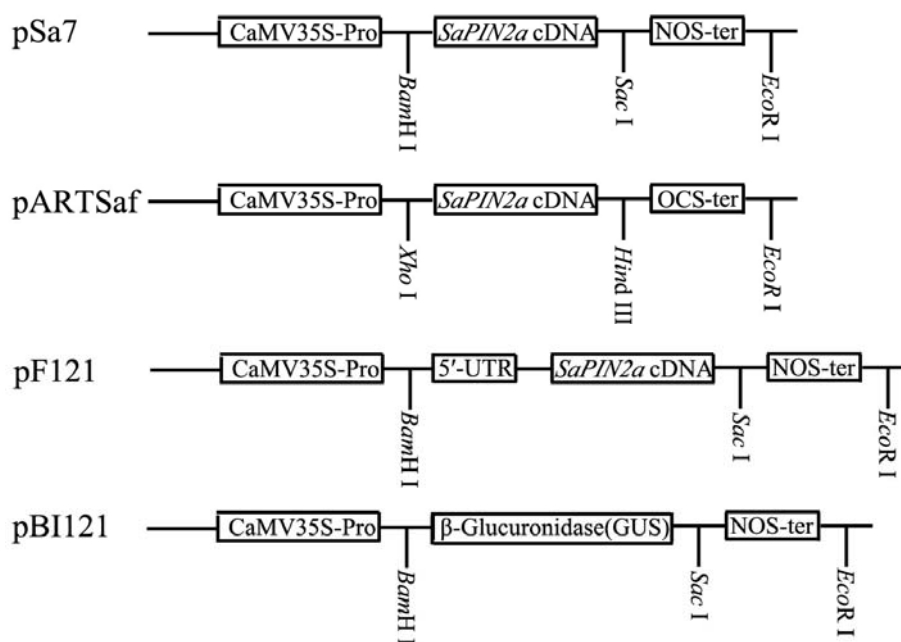 pSa7
CaMV35S-Pro
SaPIN2a cDNA
NOS-ter
BamH I
Sac I
EcoR I
pARTSaf
CaMV35S-Pro
SaPIN2a cDNA
OCS-ter
Xho I
Hind III
EcoR I
pF121
CaMV35S-Pro
5′-UTR
SaPIN2a cDNA
NOS-ter
BamH I
Sac I
EcoR I
pBI121
CaMV35S-Pro
β-Glucuronidase(GUS)
NOS-ter
BamH I
Sac I
EcoR I